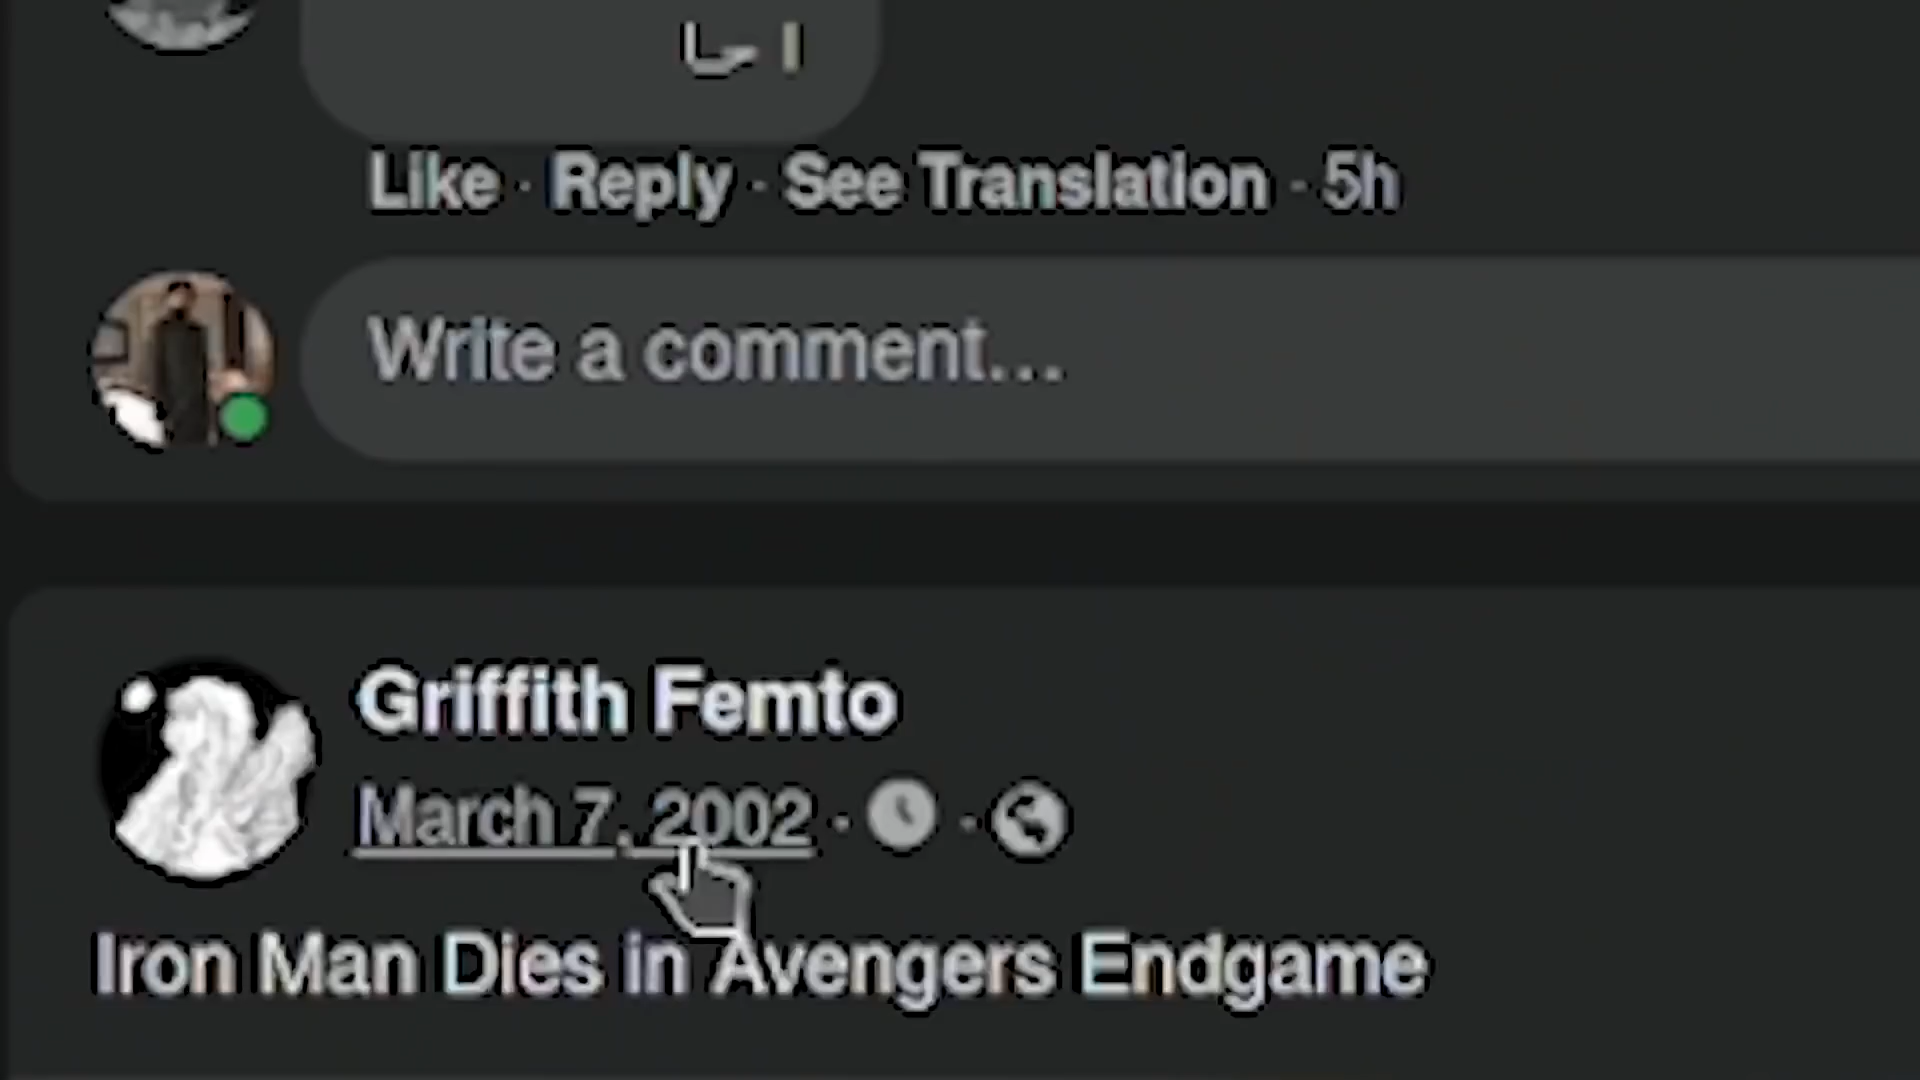 Like · Reply · See Translation · 5h
Write a comment...
Griffith Femto
March 7, 2002 ·
Iron Man Dies in Avengers Endgame